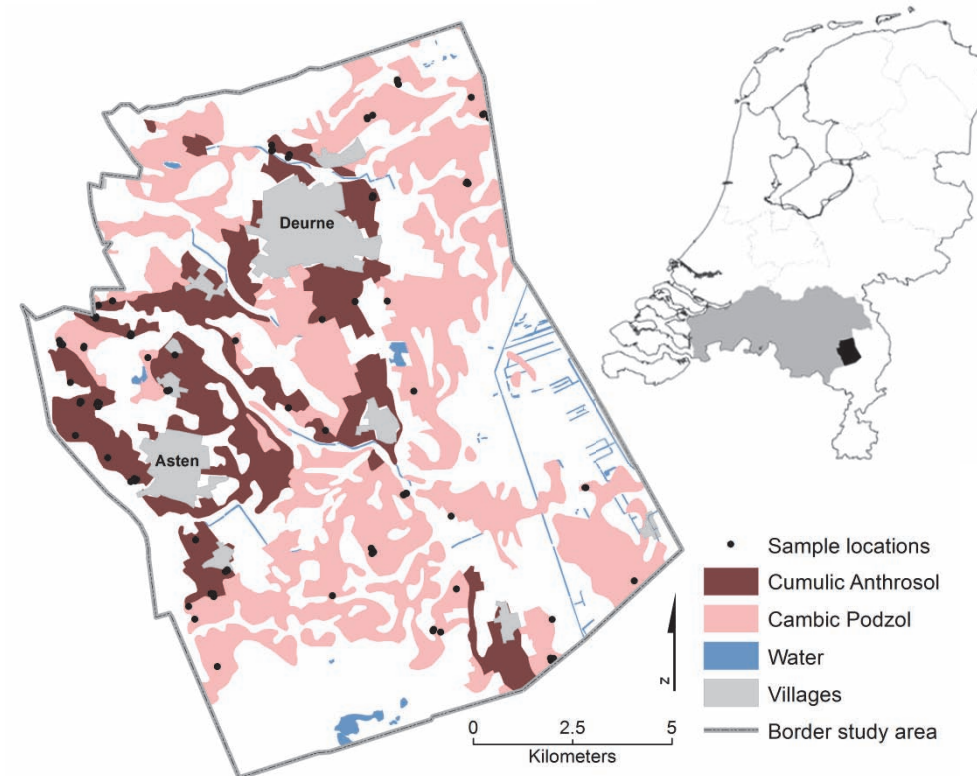 Deurne
Asten
Sample locations
Cumulic Anthrosol
Cambic Podzol
Water
Villages
Border study area
N
0 2.5 5
Kilometers